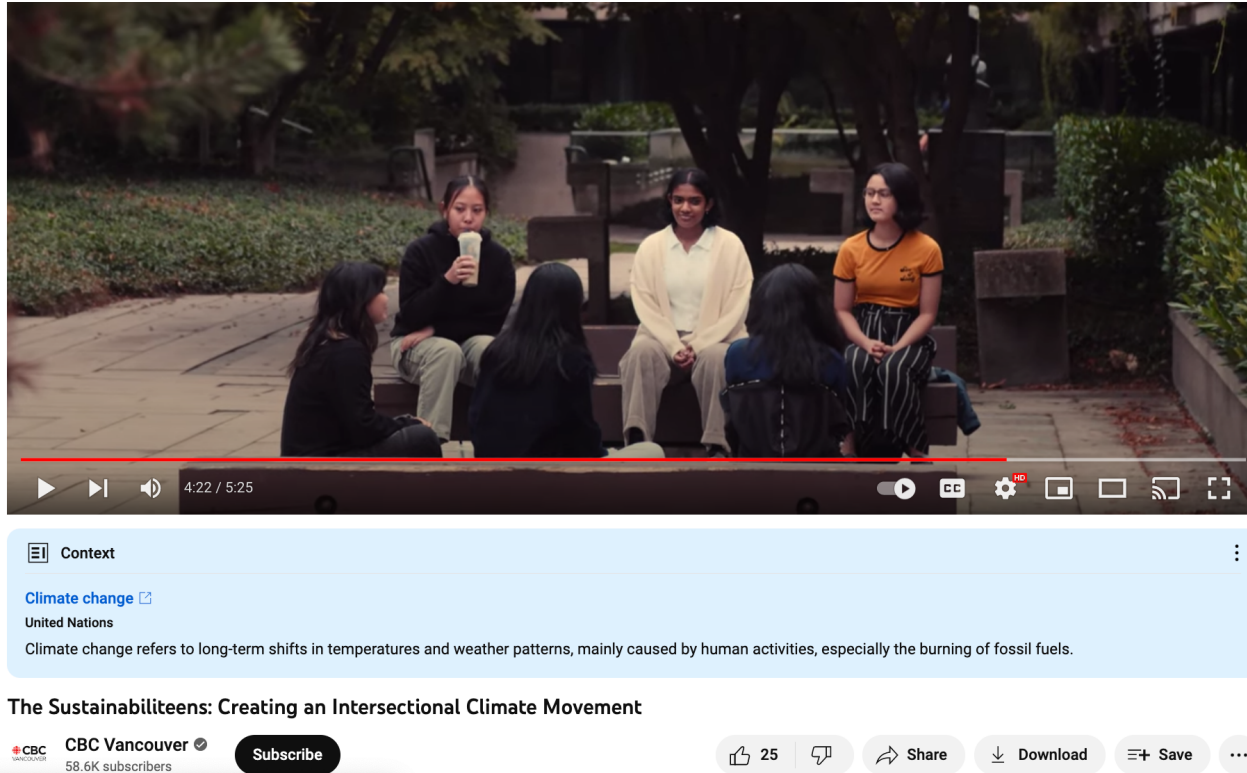 4:22 / 5:25
CC
HD
Context
Climate change
United Nations
Climate change refers to long-term shifts in temperatures and weather patterns, mainly caused by human activities, especially the burning of fossil fuels.
The Sustainabiliteens: Creating an Intersectional Climate Movement
CBC
VANCOUVER
CBC Vancouver
58.6K subscribers
Subscribe
25
Share
Download
Save